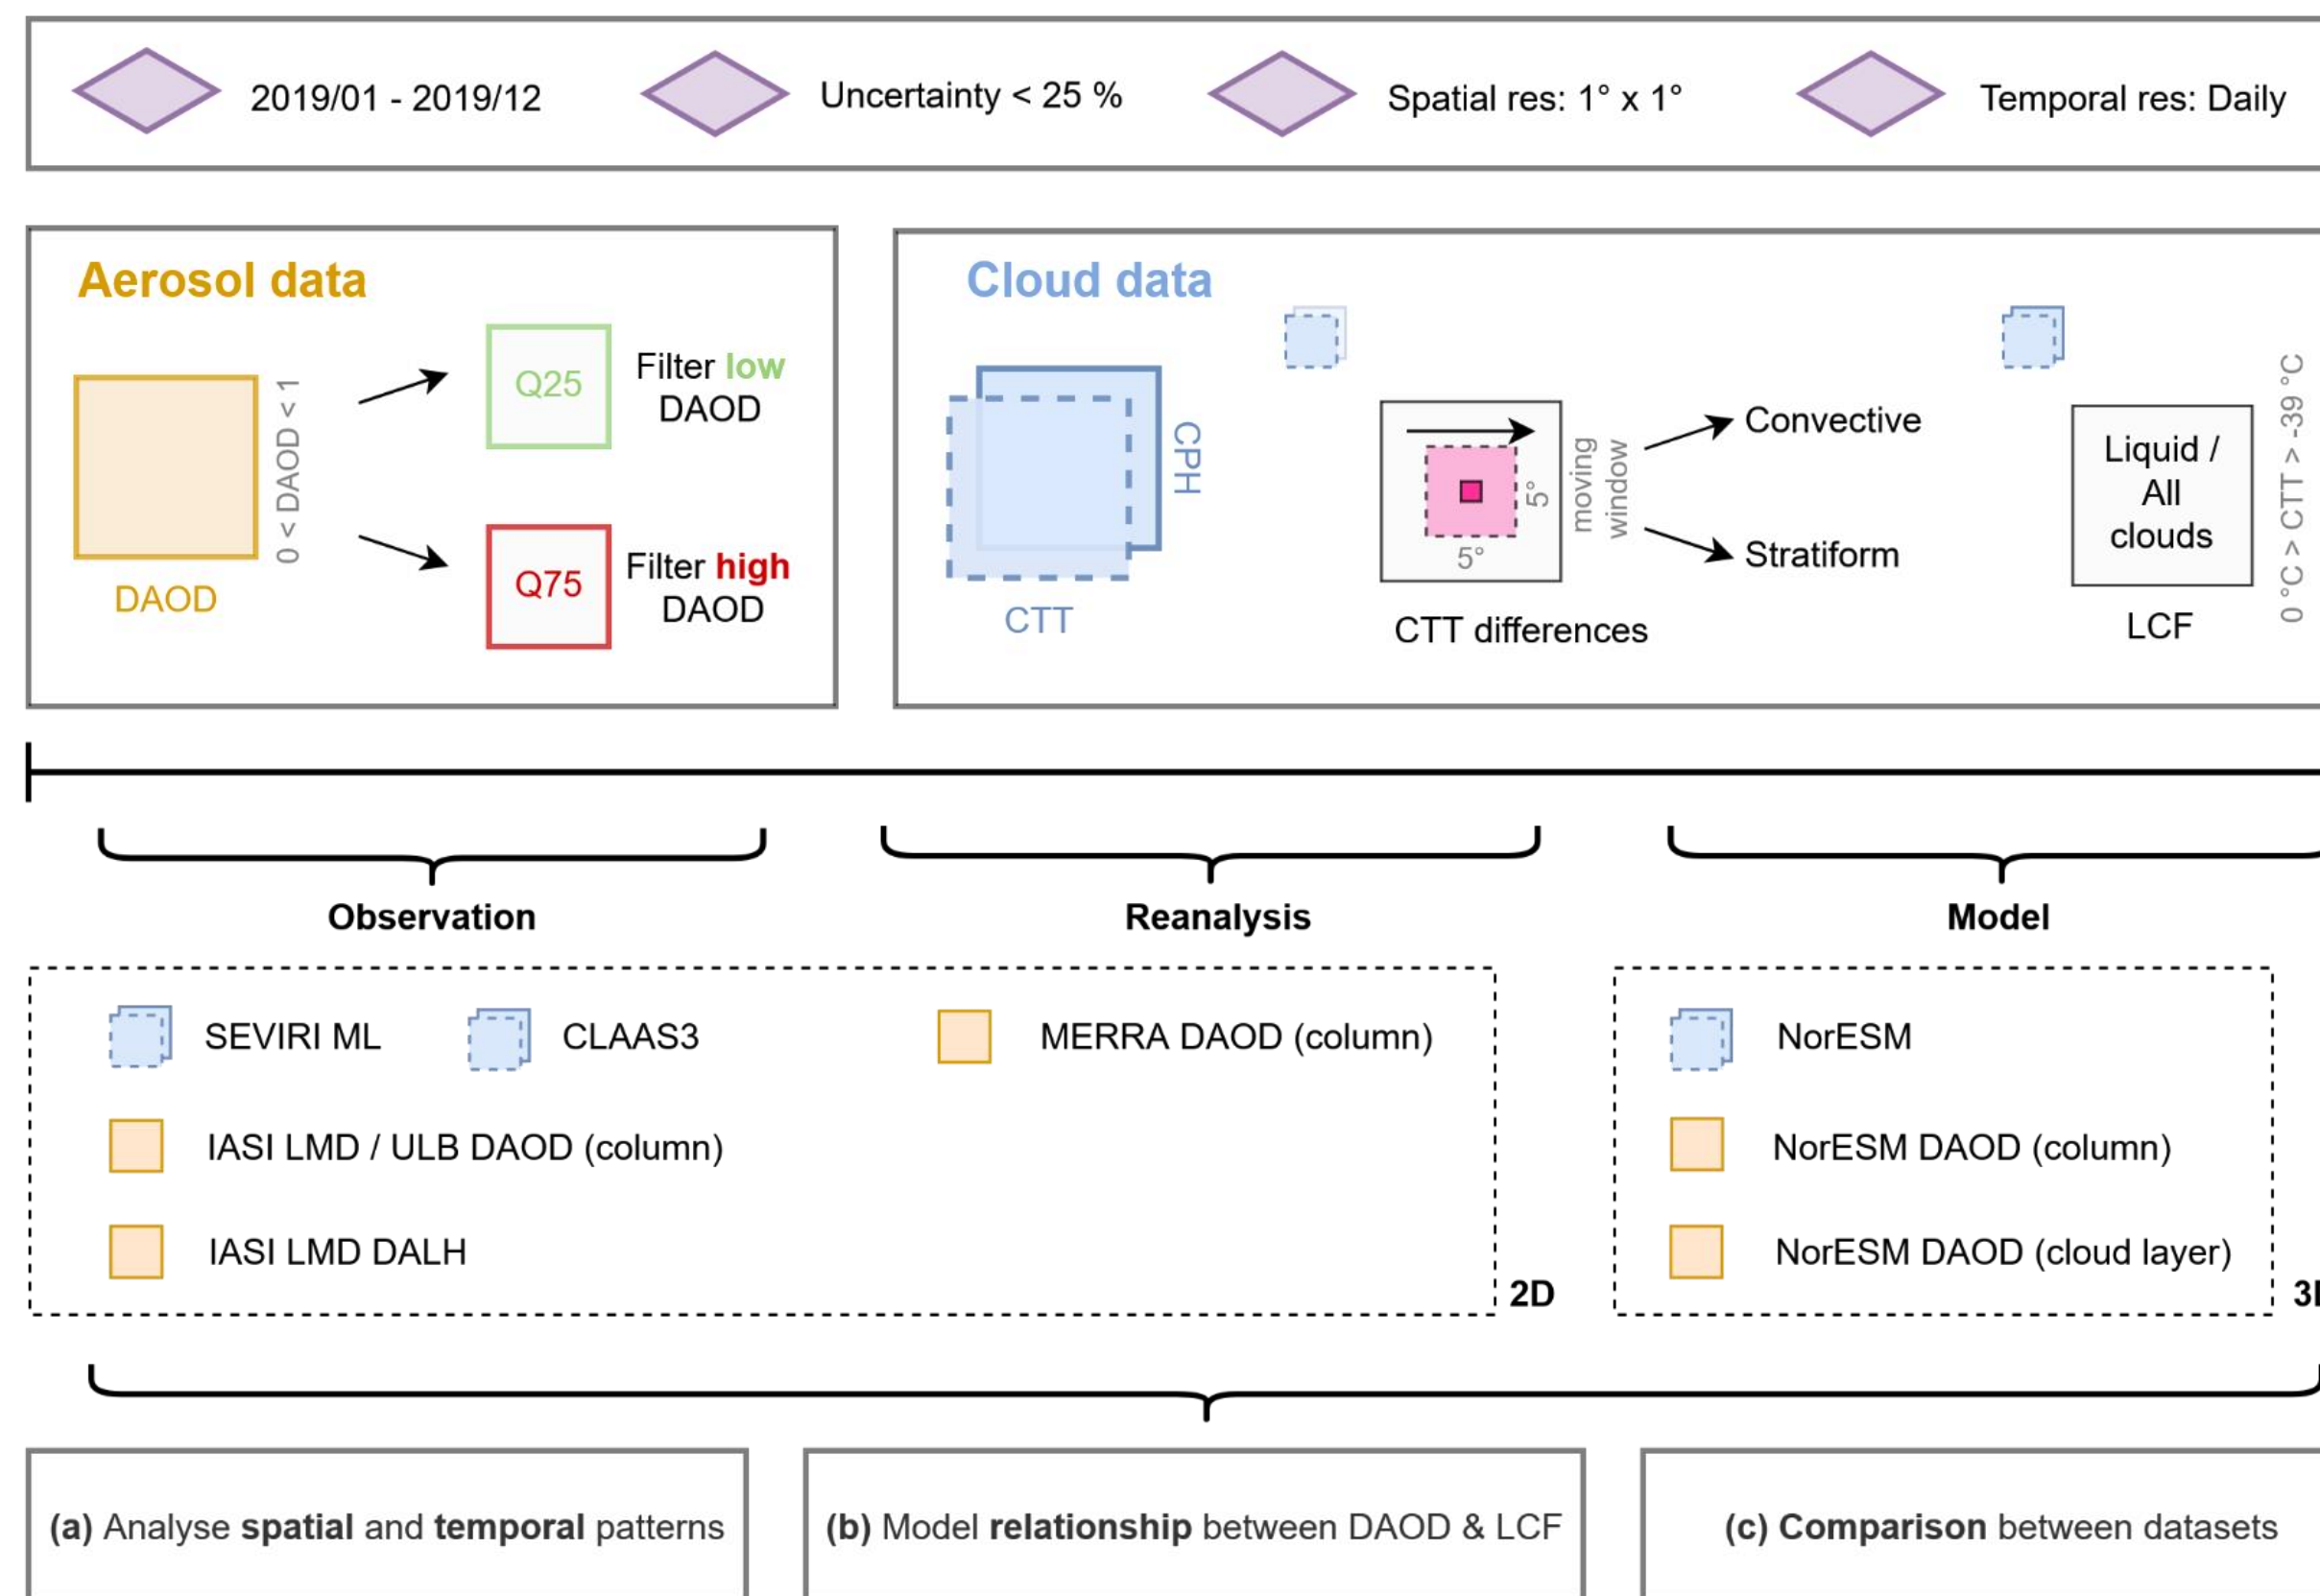 2019/01 - 2019/12
Uncertainty < 25 %
Spatial res: 1° x 1°
Temporal res: Daily
Aerosol data
DAOD
0 < DAOD < 1
Q25
Filter low
DAOD
Q75
Filter high
DAOD
Cloud data
CPH
CTT
5°
5°
moving
window
CTT differences
Convective
Stratiform
Liquid /
All
clouds
LCF
0 °C > CTT > -39 °C
Observation
Reanalysis
Model
SEVIRI ML
CLAAS3
MERRA DAOD (column)
IASI LMD / ULB DAOD (column)
IASI LMD DALH
2D
NorESM
NorESM DAOD (column)
NorESM DAOD (cloud layer)
(a) Analyse spatial and temporal patterns
(b) Model relationship between DAOD & LCF
(c) Comparison between datasets